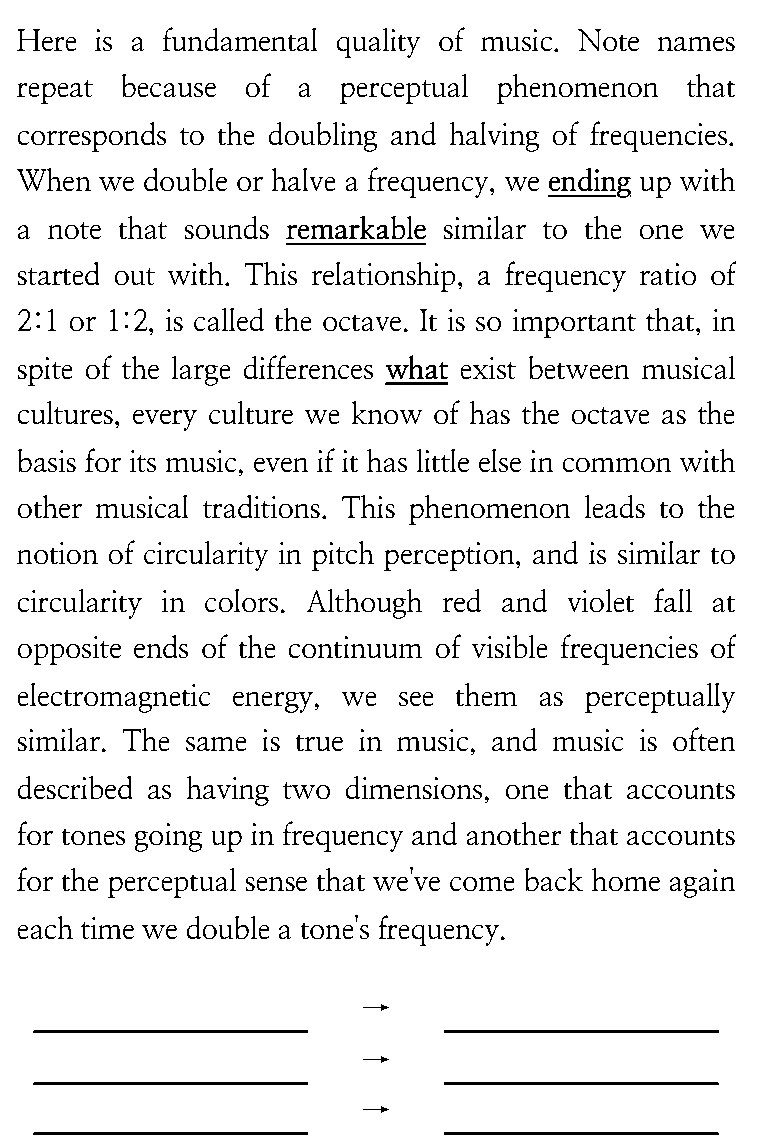 Here is a fundamental quality of music. Note names
repeat because of a perceptual phenomenon that
corresponds to the doubling and halving of frequencies.
When we double or halve a frequency, we ending up with
a note that sounds remarkable similar to the one we
started out with. This relationship, a frequency ratio of
2:1 or 1:2, is called the octave. It is so important that, in
spite of the large differences what exist between musical
cultures, every culture we know of has the octave as the
basis for its music, even if it has little else in common with
other musical traditions. This phenomenon leads to the
notion of circularity in pitch perception, and is similar to
circularity in colors. Although red and violet fall at
opposite ends of the continuum of visible frequencies of
electromagnetic energy, we see them as perceptually
similar. The same is true in music, and music is often
described as having two dimensions, one that accounts
for tones going up in frequency and another that accounts
for the perceptual sense that we've come back home again
each time we double a tone's frequency.
→
→
→